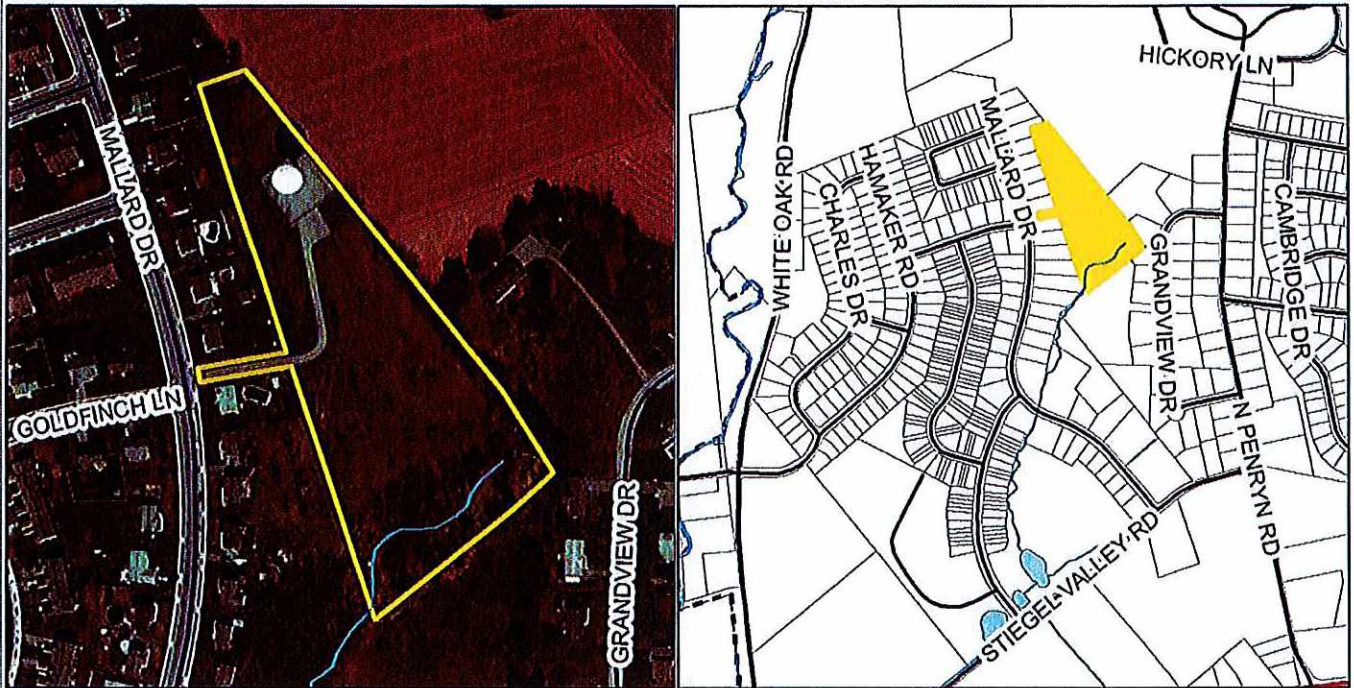 MALLARD DR
GOLDFINCH LN
GRANDVIEW DR
HICKORY LN
WHITE OAK RD
HAMAKER RD
CHARLES DR
MALLARD DR
GRANDVIEW DR
CAMBRIDGE DR
N PENRYN RD
STIEGEL VALLEY RD